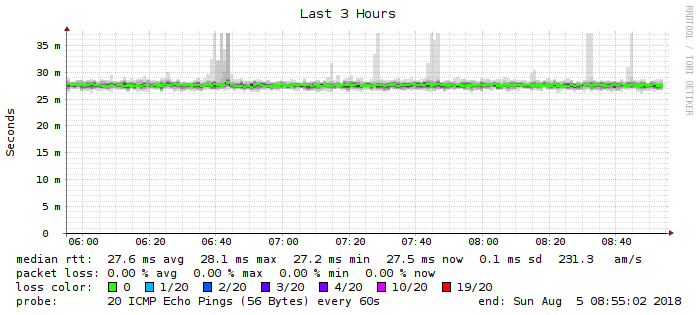 Last 3 Hours
RRDTOOL / TOBI OETIKER
Seconds
35 m
30 m
25 m
20 m
15 m
10 m
5 m
0
06:00 06:20 06:40 07:00 07:20 07:40 08:00 08:20 08:40
median rtt: 27.6 ms avg 28.1 ms max 27.2 ms min 27.5 ms now 0.1 ms sd 231.3 am/s
packet loss: 0.00 % avg 0.00 % max 0.00 % min 0.00 % now
loss color: 0 1/20 2/20 3/20 4/20 10/20 19/20
probe: 20 ICMP Echo Pings (56 Bytes) every 60s end: Sun Aug 5 08:55:02 2018